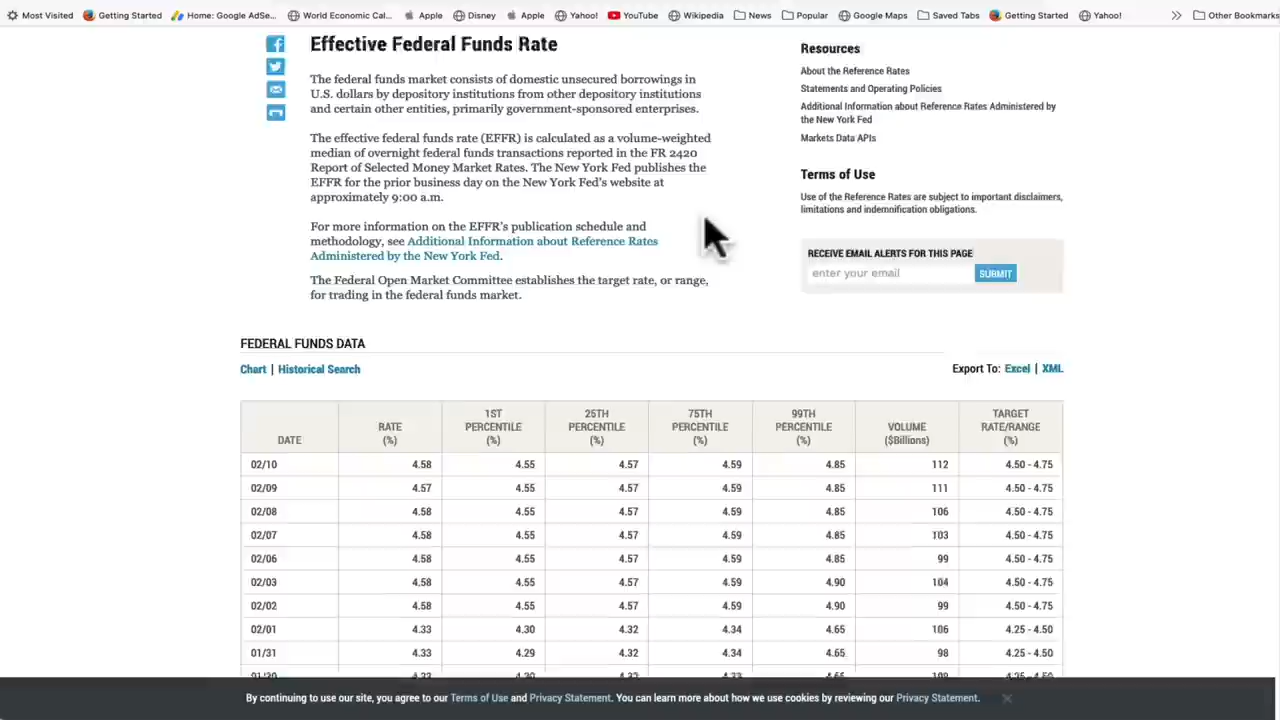 Most Visited Getting Started Home: Google AdSe... World Economic Cal... Apple Disney Apple Yahoo! YouTube Wikipedia News Popular Google Maps Saved Tabs Getting Started Yahoo! Other Bookmarks
Effective Federal Funds Rate
The federal funds market consists of domestic unsecured borrowings in
U.S. dollars by depository institutions from other depository institutions
and certain other entities, primarily government-sponsored enterprises.
The effective federal funds rate (EFFR) is calculated as a volume-weighted
median of overnight federal funds transactions reported in the FR 2420
Report of Selected Money Market Rates. The New York Fed publishes the
EFFR for the prior business day on the New York Fed's website at
approximately 9:00 a.m.
For more information on the EFFR's publication schedule and
methodology, see Additional Information about Reference Rates
Administered by the New York Fed.
The Federal Open Market Committee establishes the target rate, or range,
for trading in the federal funds market.
Resources
About the Reference Rates
Statements and Operating Policies
Additional Information about Reference Rates Administered by
the New York Fed
Markets Data APIs
Terms of Use
Use of the Reference Rates are subject to important disclaimers,
limitations and indemnification obligations.
RECEIVE EMAIL ALERTS FOR THIS PAGE
enter your email SUBMIT
FEDERAL FUNDS DATA
Chart | Historical Search Export To: Excel | XML
DATE RATE (%) 1ST PERCENTILE (%) 25TH PERCENTILE (%) 75TH PERCENTILE (%) 99TH PERCENTILE (%) VOLUME ($Billions) TARGET RATE/RANGE (%)
02/10 4.58 4.55 4.57 4.59 4.85 112 4.50 - 4.75
02/09 4.57 4.55 4.57 4.59 4.85 111 4.50 - 4.75
02/08 4.58 4.55 4.57 4.59 4.85 106 4.50 - 4.75
02/07 4.58 4.55 4.57 4.59 4.85 103 4.50 - 4.75
02/06 4.58 4.55 4.57 4.59 4.85 99 4.50 - 4.75
02/03 4.58 4.55 4.57 4.59 4.90 104 4.50 - 4.75
02/02 4.58 4.55 4.57 4.59 4.90 99 4.50 - 4.75
02/01 4.33 4.30 4.32 4.34 4.65 106 4.25 - 4.50
01/31 4.33 4.29 4.32 4.34 4.65 98 4.25 - 4.50
By continuing to use our site, you agree to our Terms of Use and Privacy Statement. You can learn more about how we use cookies by reviewing our Privacy Statement.